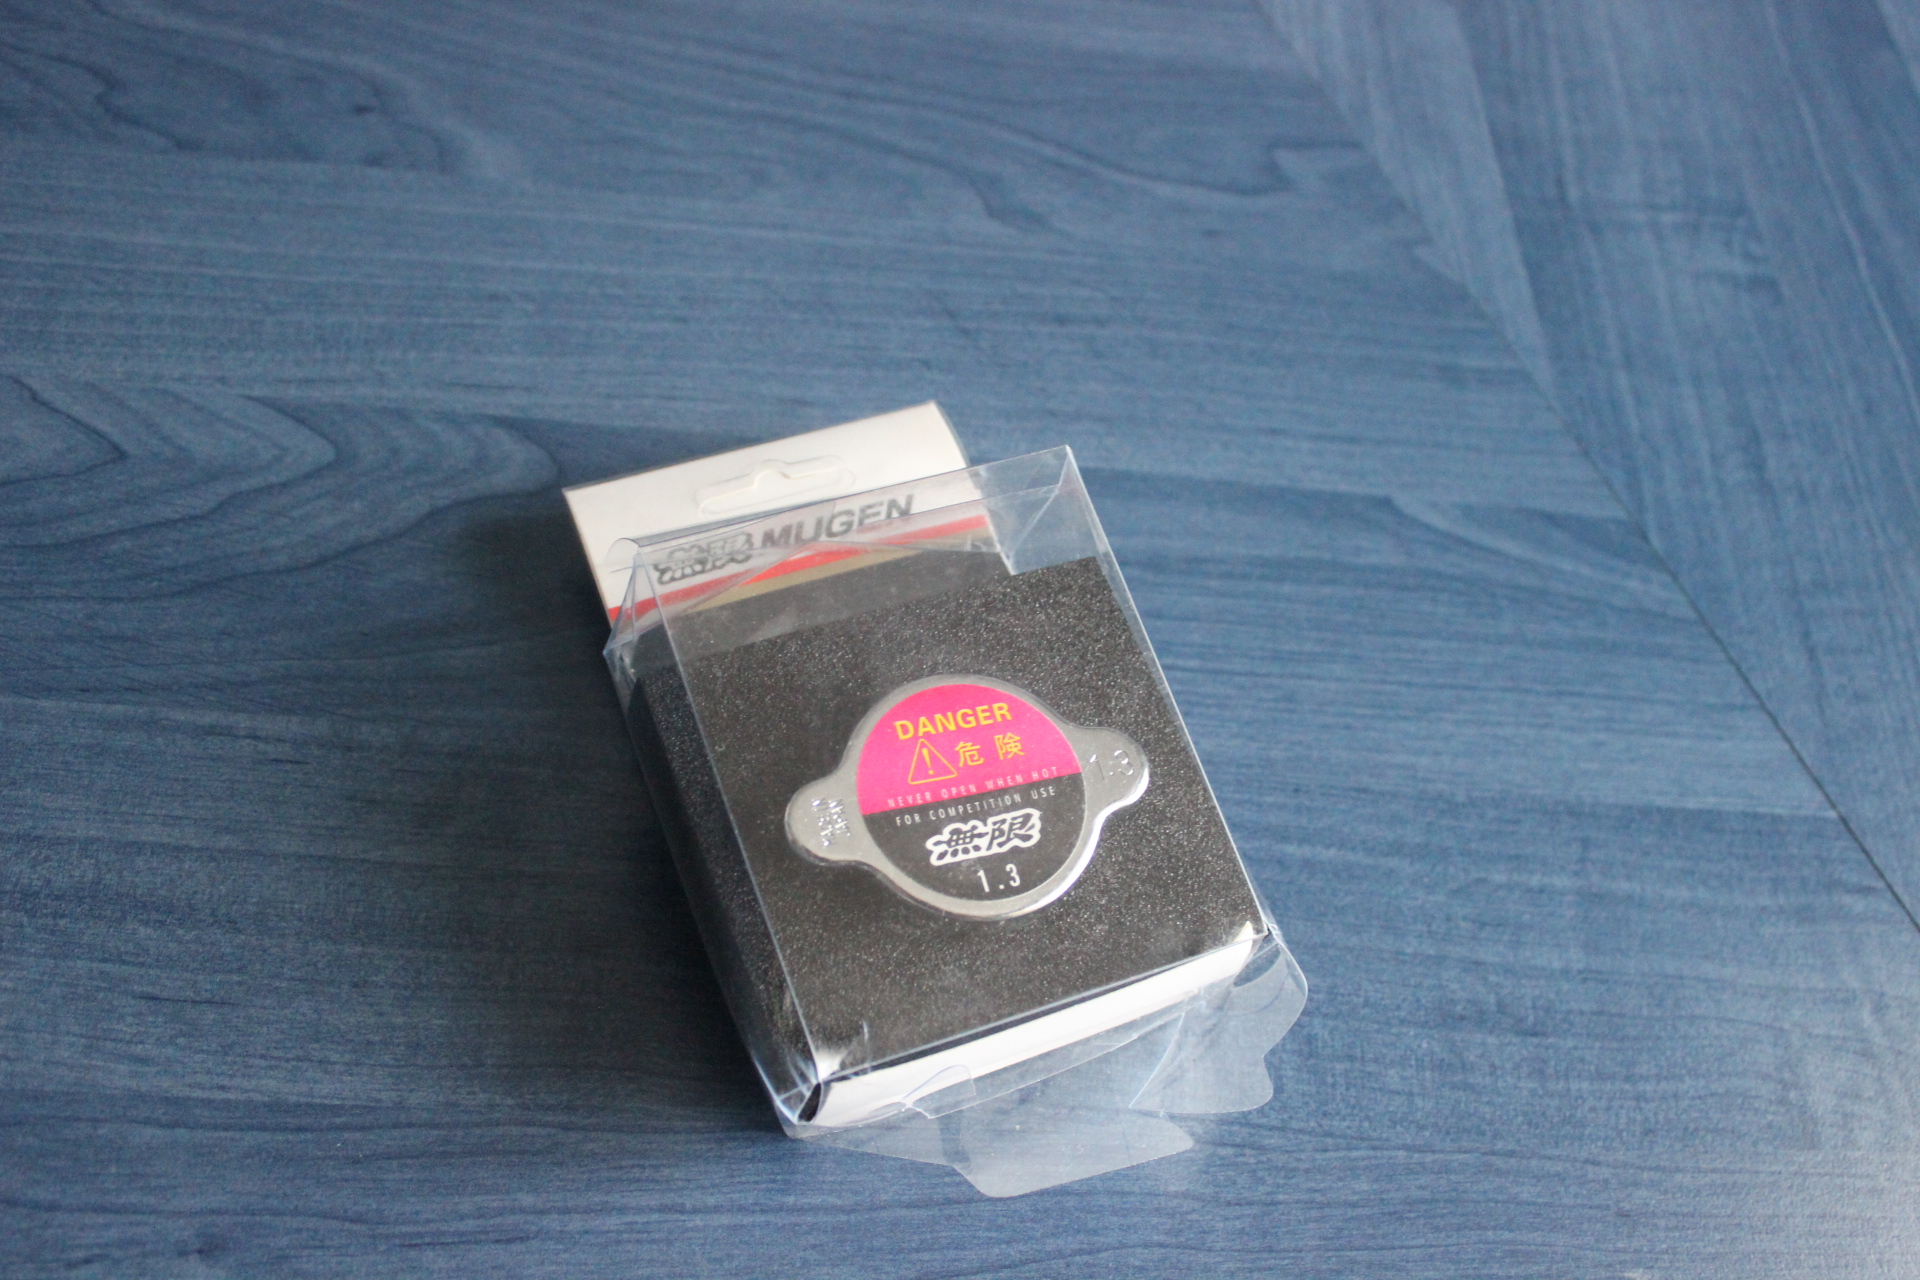 無限 MUGEN
DANGER
危険
NEVER OPEN WHEN HOT
FOR COMPETITION USE
無限
1.3
1.3